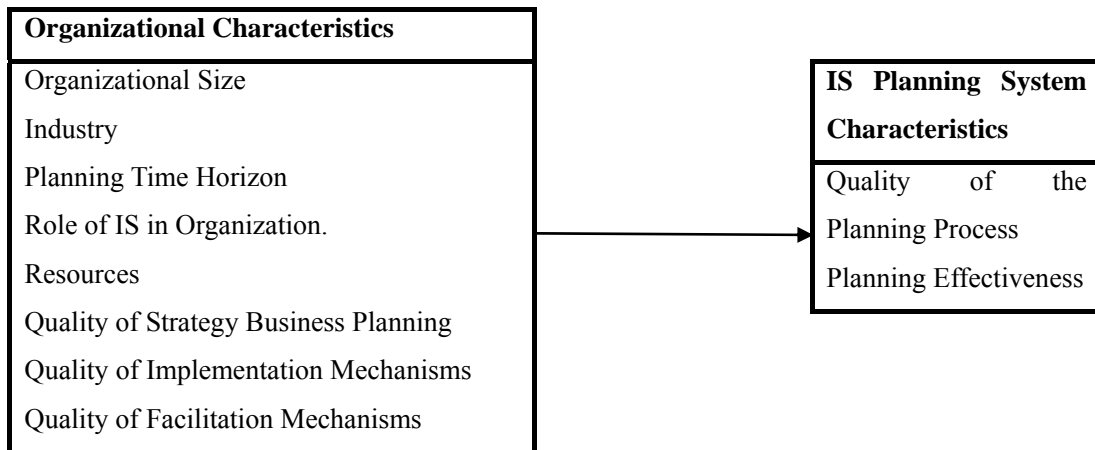 Organizational Characteristics
Organizational Size
Industry
Planning Time Horizon
Role of IS in Organization.
Resources
Quality of Strategy Business Planning
Quality of Implementation Mechanisms
Quality of Facilitation Mechanisms
IS Planning System
Characteristics
Quality of the
Planning Process
Planning Effectiveness